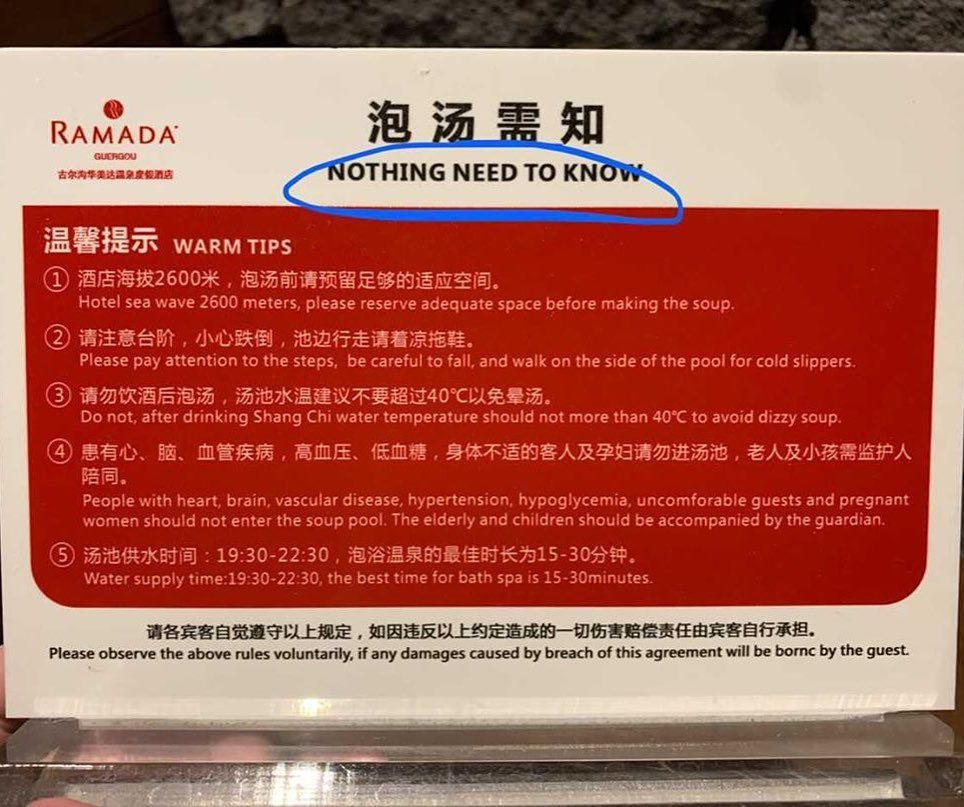 RAMADA
GUERGOU
古尔沟华美达温泉度假酒店
泡汤需知
NOTHING NEED TO KNOW
温馨提示 WARM TIPS
① 酒店海拔2600米，泡汤前请预留足够的适应空间。
Hotel sea wave 2600 meters, please reserve adequate space before making the soup.
② 请注意台阶，小心跌倒，池边行走请着凉拖鞋。
Please pay attention to the steps, be careful to fall, and walk on the side of the pool for cold slippers.
③ 请勿饮酒后泡汤，汤池水温建议不要超过40℃以免晕汤。
Do not, after drinking Shang Chi water temperature should not more than 40℃ to avoid dizzy soup.
④ 患有心、脑、血管疾病，高血压、低血糖，身体不适的客人及孕妇请勿进汤池，老人及小孩需监护人
陪同。
People with heart, brain, vascular disease, hypertension, hypoglycemia, uncomforable guests and pregnant
women should not enter the soup pool. The elderly and children should be accompanied by the guardian.
⑤ 汤池供水时间：19:30-22:30，泡浴温泉的最佳时长为15-30分钟。
Water supply time:19:30-22:30, the best time for bath spa is 15-30minutes.
请各宾客自觉遵守以上规定，如因违反以上约定造成的一切伤害赔偿责任由宾客自行承担。
Please observe the above rules voluntarily, if any damages caused by breach of this agreement will be bornc by the guest.